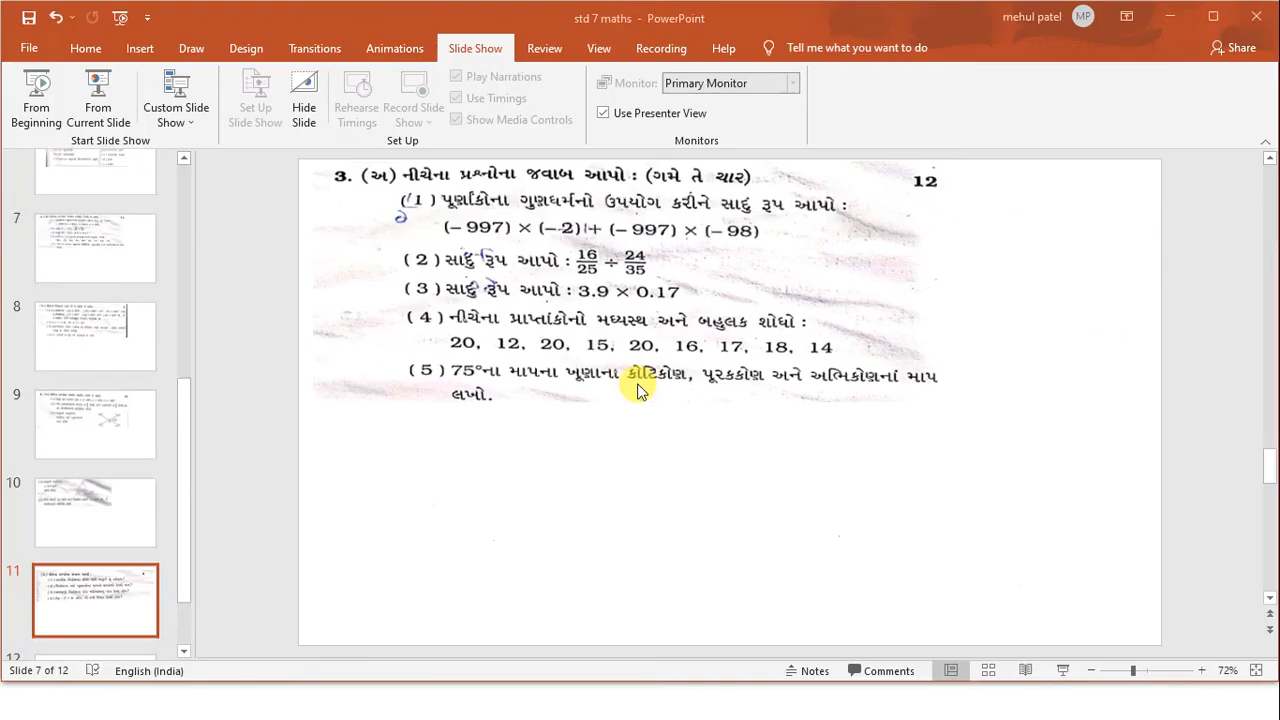 std 7 maths - PowerPoint
mehul patel
MP
File Home Insert Draw Design Transitions Animations Slide Show Review View Recording Help Tell me what you want to do Share
From Beginning
From Current Slide
Custom Slide Show
Set Up Slide Show
Hide Slide
Rehearse Timings
Record Slide Show
Play Narrations
Use Timings
Show Media Controls
Monitor: Primary Monitor
Use Presenter View
Start Slide Show
Set Up
Monitors
7
8
9
10
11
12
3. (અ) નીચેના પ્રશ્નોના જવાબ આપો : (ગમે તે ચાર) 12
( 1 ) પૂર્ણાંકોના ગુણધર્મનો ઉપયોગ કરીને સાદું રૂપ આપો :
(– 997) × (– 2) + (– 997) × (– 98)
( 2 ) સાદું રૂપ આપો : 16/25 ÷ 24/35
( 3 ) સાદું રૂપ આપો : 3.9 × 0.17
( 4 ) નીચેના પ્રાપ્તાંકોનો મધ્યસ્થ અને બહુલક શોધો :
20, 12, 20, 15, 20, 16, 17, 18, 14
( 5 ) 75°ના માપના ખૂણાના કોટિકોણ, પૂરકકોણ અને અભિકોણનાં માપ
લખો.
Slide 7 of 12 English (India) Notes Comments 72%